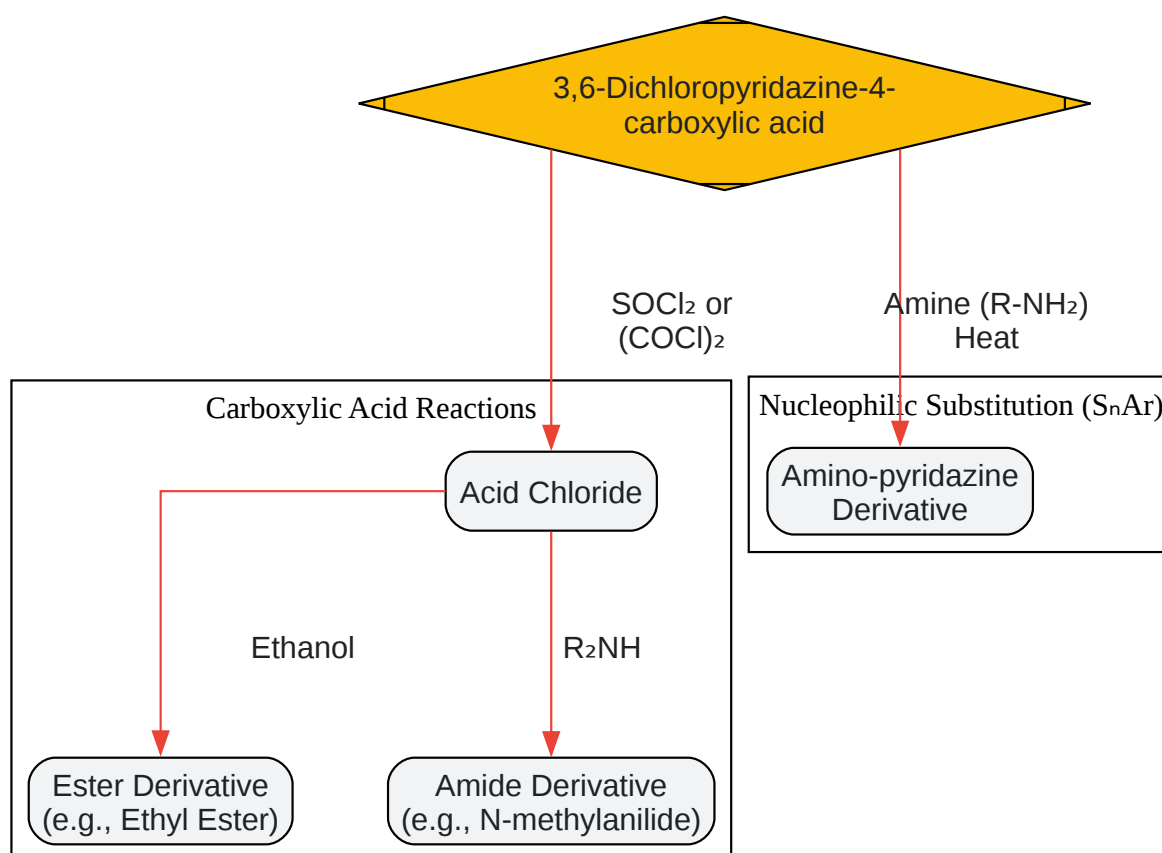 3,6-Dichloropyridazine-4-
carboxylic acid
SOCl₂ or
(COCl)₂
Amine (R-NH₂)
Heat
Carboxylic Acid Reactions
Nucleophilic Substitution (SₙAr)
Acid Chloride
Amino-pyridazine
Derivative
Ethanol
R₂NH
Ester Derivative
(e.g., Ethyl Ester)
Amide Derivative
(e.g., N-methylanilide)